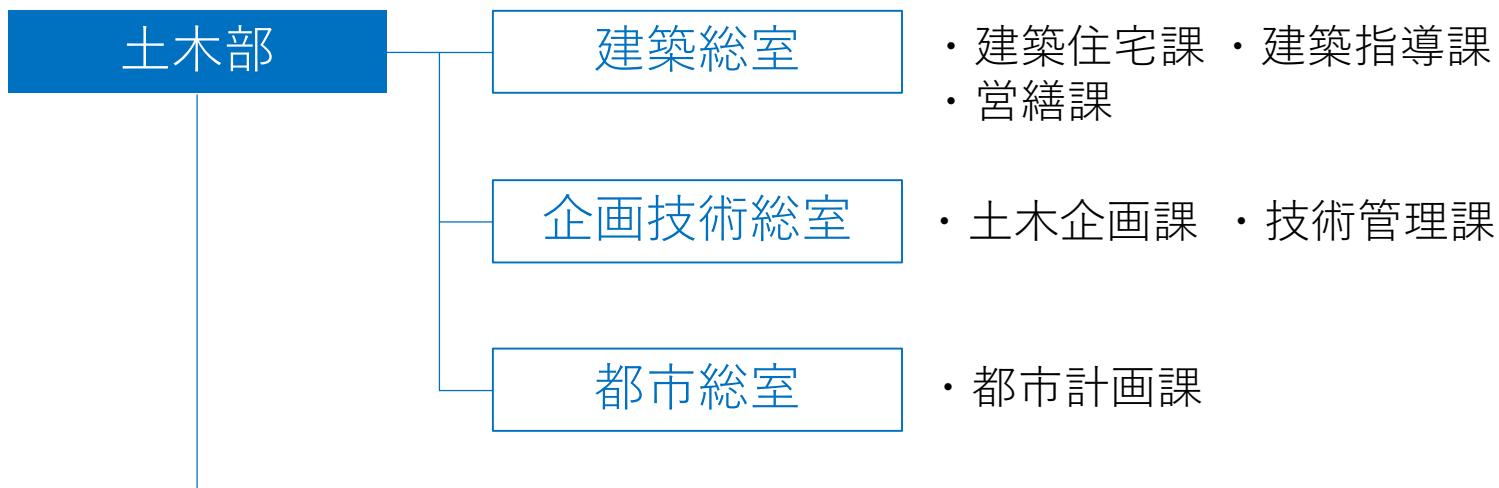 土木部
建築総室
・建築住宅課 ・建築指導課
・営繕課
企画技術総室
・土木企画課 ・技術管理課
都市総室
・都市計画課